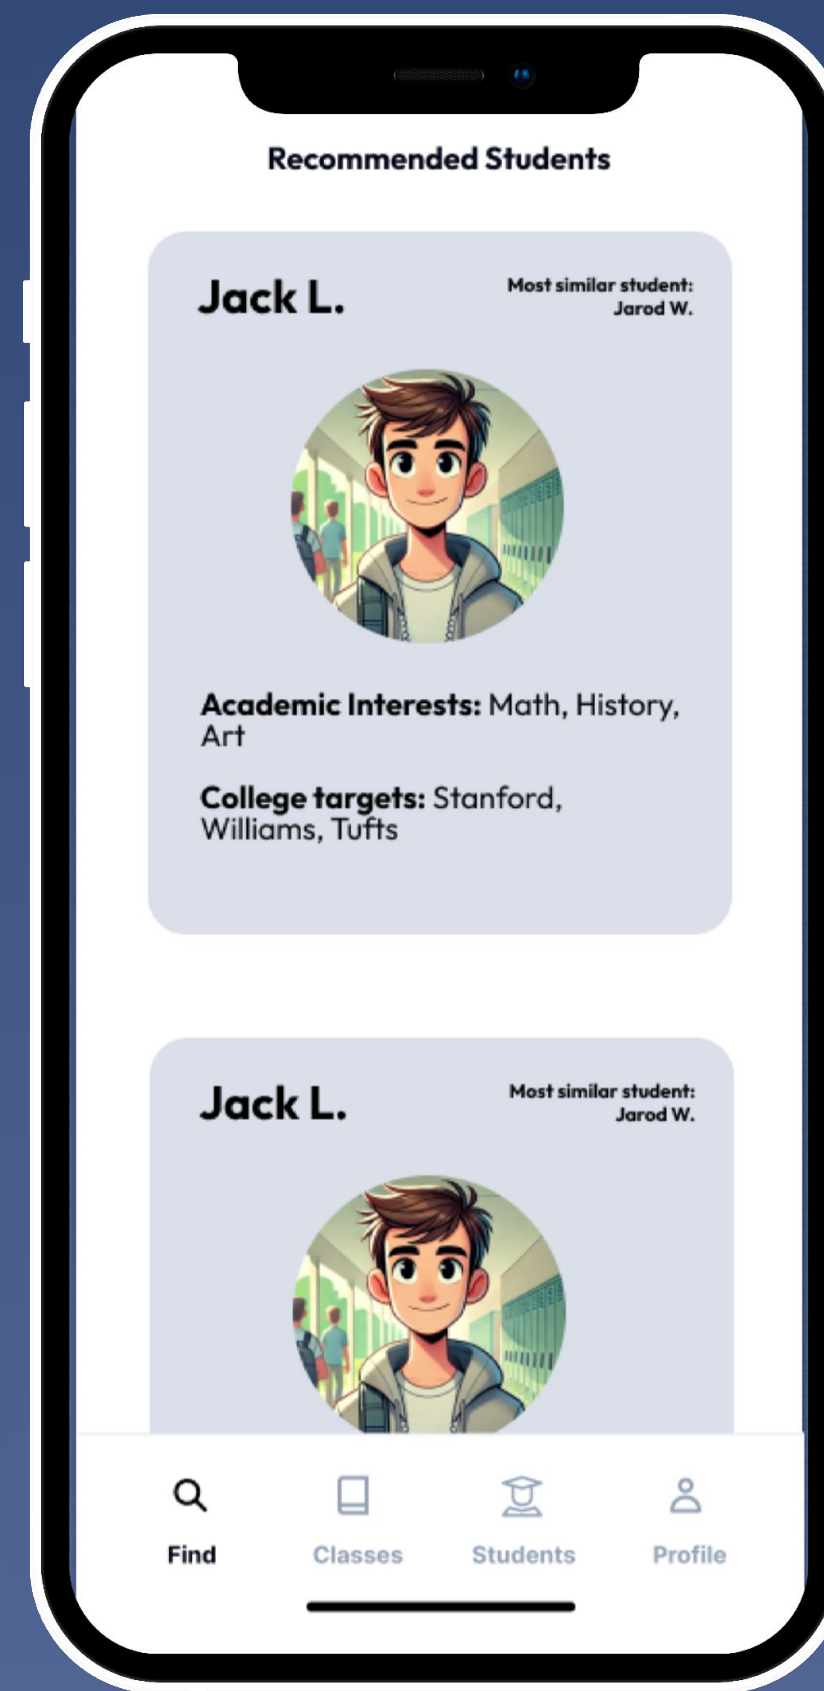 Recommended Students
Jack L.
Most similar student:
Jarod W.
Academic Interests: Math, History,
Art
College targets: Stanford,
Williams, Tufts
Jack L.
Most similar student:
Jarod W.
Find
Classes
Students
Profile